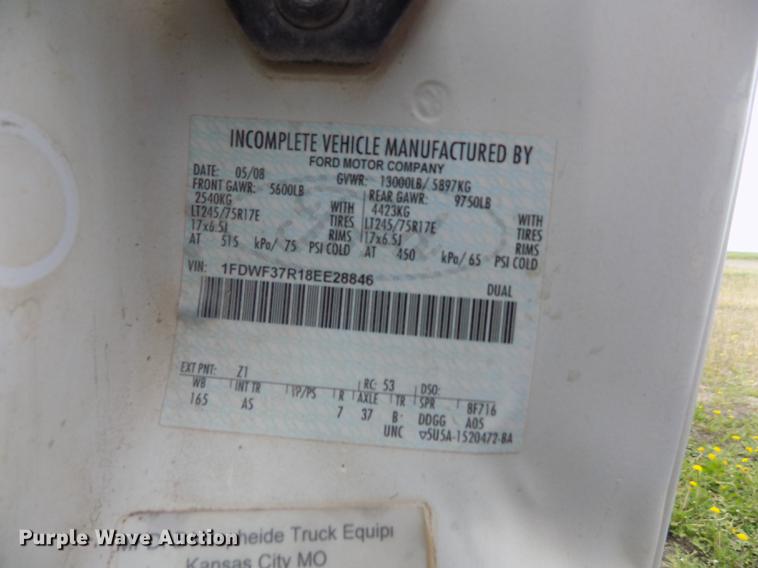 INCOMPLETE VEHICLE MANUFACTURED BY
FORD MOTOR COMPANY
DATE: 05/08 GVWR: 13000LB/ 5897KG
FRONT GAWR: 5600LB REAR GAWR: 9750LB
2540KG WITH 4423KG WITH
LT245/75R17E TIRES LT245/75R17E TIRES
17x6.5J RIMS 17x6.5J RIMS
AT 515 kPa/ 75 PSI COLD AT 450 kPa/ 65 PSI COLD
VIN: 1FDWF37R18EE28846 DUAL
EXT PNT: Z1 RC: 53 DSO:
WB INT TR TP/PS R AXLE TR SPR 8F716
165 AS 7 37 B DDGG A05
UNC ▽5U5A-1520472-BA
heide Truck Equipi
Kansas City MO
Purple Wave Auction